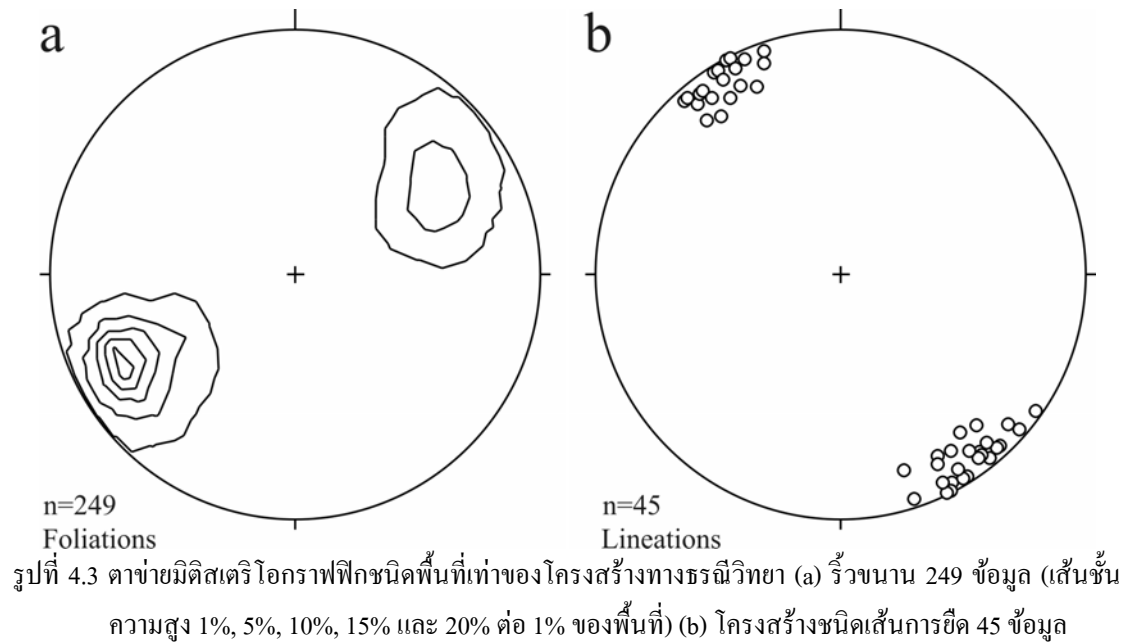 a
b
n=249
Foliations
n=45
Lineations
รูปที่ 4.3 ตาข่ายมิติสเตริโอกราฟฟิกชนิดพื้นที่เท่าของโครงสร้างทางธรณีวิทยา (a) ริ้วขนาน 249 ข้อมูล (เส้นชั้น
ความสูง 1%, 5%, 10%, 15% และ 20% ต่อ 1% ของพื้นที่) (b) โครงสร้างชนิดเส้นการยืด 45 ข้อมูล